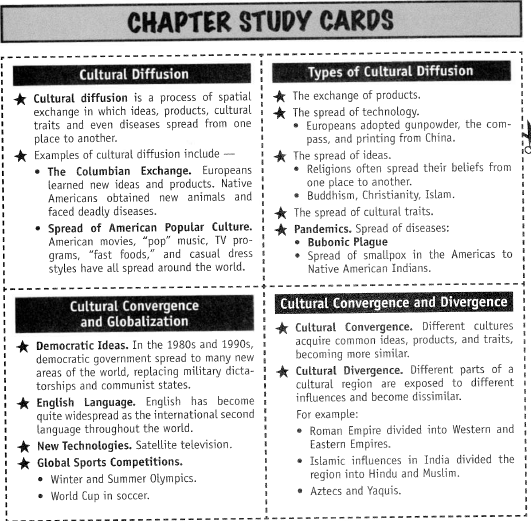 CHAPTER STUDY CARDS
Cultural Diffusion
★ Cultural diffusion is a process of spatial
exchange in which ideas, products, cultural
traits and even diseases spread from one
place to another.
★ Examples of cultural diffusion include —
• The Columbian Exchange. Europeans
learned new ideas and products. Native
Americans obtained new animals and
faced deadly diseases.
• Spread of American Popular Culture.
American movies, "pop" music, TV pro-
grams, "fast foods," and casual dress
styles have all spread around the world.
Types of Cultural Diffusion
★ The exchange of products.
★ The spread of technology.
• Europeans adopted gunpowder, the com-
pass, and printing from China.
★ The spread of ideas.
• Religions often spread their beliefs from
one place to another.
• Buddhism, Christianity, Islam.
★ The spread of cultural traits.
★ Pandemics. Spread of diseases:
• Bubonic Plague
• Spread of smallpox in the Americas to
Native American Indians.
Cultural Convergence
and Globalization
★ Democratic Ideas. In the 1980s and 1990s,
democratic government spread to many new
areas of the world, replacing military dicta-
torships and communist states.
★ English Language. English has become
quite widespread as the international second
language throughout the world.
★ New Technologies. Satellite television.
★ Global Sports Competitions.
• Winter and Summer Olympics.
• World Cup in soccer.
Cultural Convergence and Divergence
★ Cultural Convergence. Different cultures
acquire common ideas, products, and traits,
becoming more similar.
★ Cultural Divergence. Different parts of a
cultural region are exposed to different
influences and become dissimilar.
For example:
• Roman Empire divided into Western and
Eastern Empires.
• Islamic influences in India divided the
region into Hindu and Muslim.
• Aztecs and Yaquis.